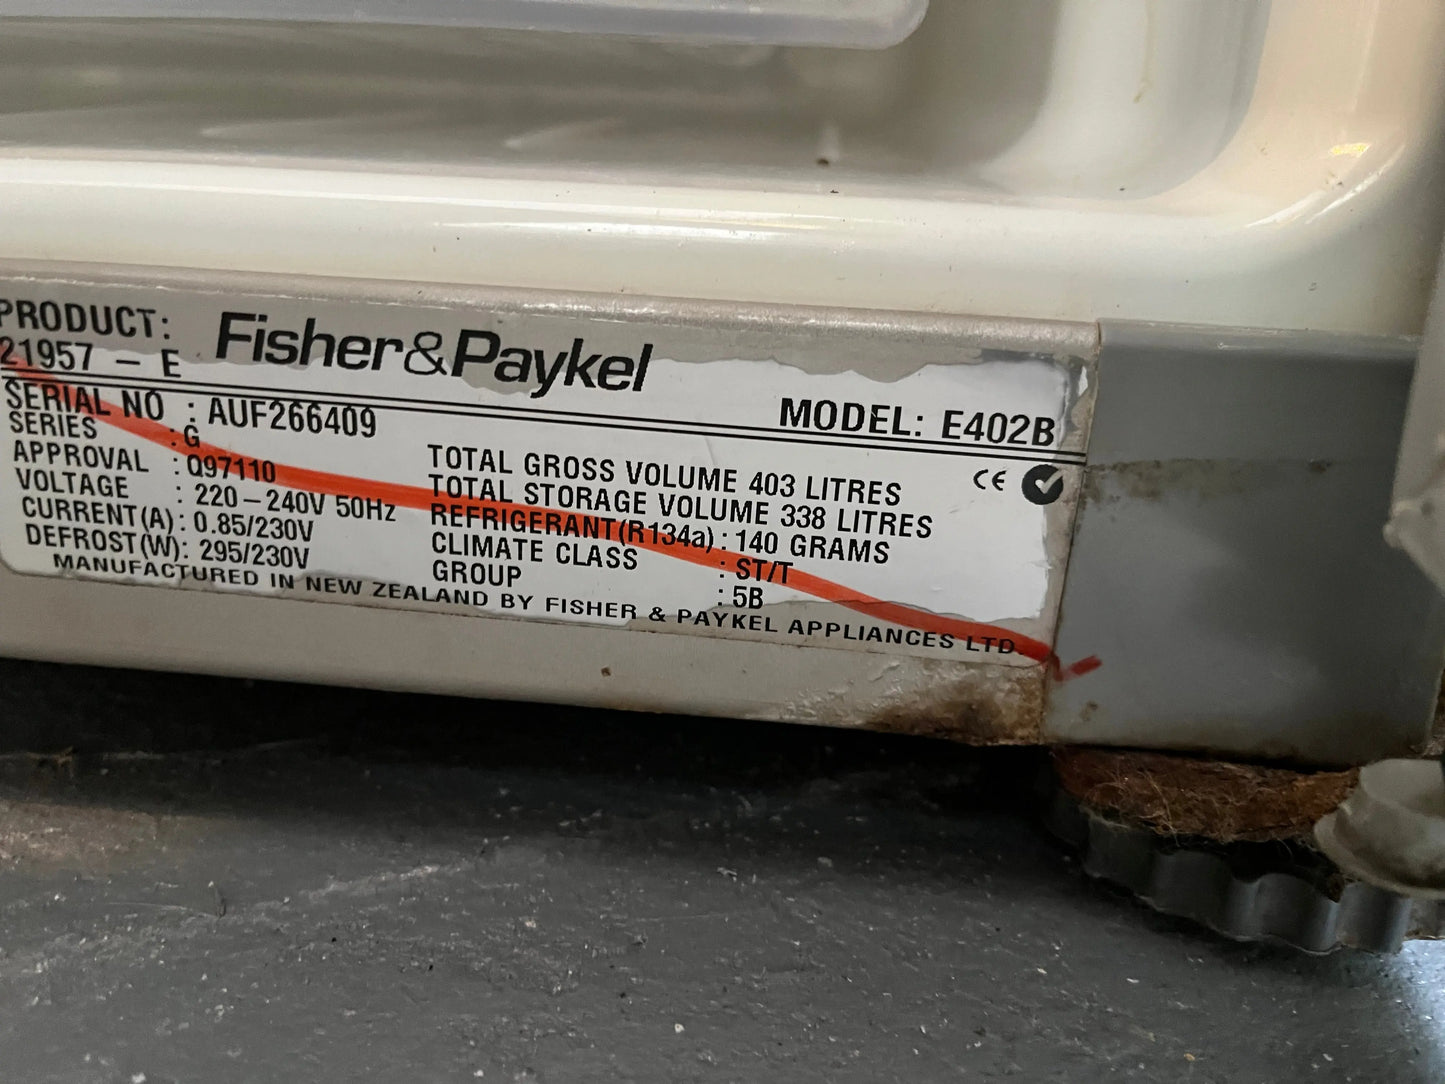 PRODUCT:
21957 – E
Fisher&Paykel
MODEL: E402B
SERIAL NO : AUF266409
SERIES : G
APPROVAL : Q97110
VOLTAGE : 220–240V 50Hz
CURRENT(A): 0.85/230V
DEFROST(W): 295/230V
TOTAL GROSS VOLUME 403 LITRES
TOTAL STORAGE VOLUME 338 LITRES
REFRIGERANT(R134a): 140 GRAMS
CLIMATE CLASS : ST/T
GROUP : 5B
CE
MANUFACTURED IN NEW ZEALAND BY FISHER & PAYKEL APPLIANCES LTD.